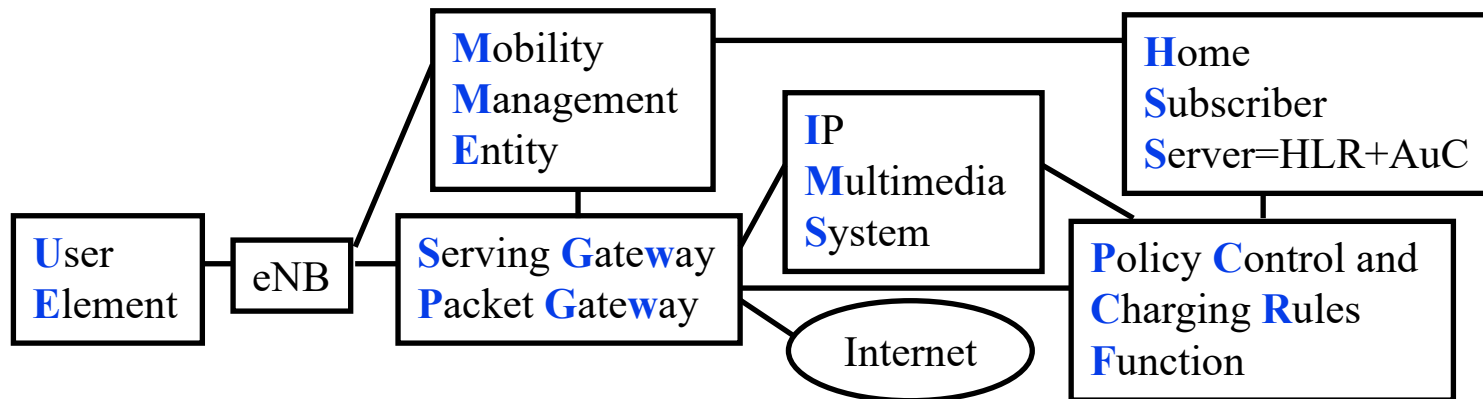 Mobility
Management
Entity
Home
Subscriber
Server=HLR+AuC
IP
Multimedia
System
User
Element
eNB
Serving Gateway
Packet Gateway
Internet
Policy Control and
Charging Rules
Function